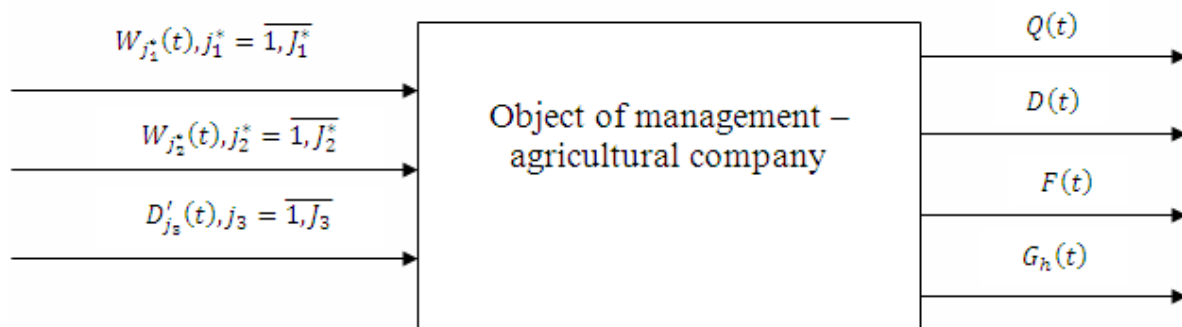 W_{j_1^*}(t), j_1^* = \overline{1, J_1^*}
W_{j_2^*}(t), j_2^* = \overline{1, J_2^*}
D'_{j_3}(t), j_3 = \overline{1, J_3}
Object of management –
agricultural company
Q(t)
D(t)
F(t)
G_h(t)